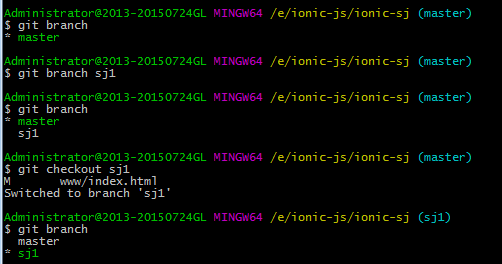 Administrator@2013-20150724GL MINGW64 /e/ionic-js/ionic-sj (master)
$ git branch
* master
Administrator@2013-20150724GL MINGW64 /e/ionic-js/ionic-sj (master)
$ git branch sj1
Administrator@2013-20150724GL MINGW64 /e/ionic-js/ionic-sj (master)
$ git branch
* master
  sj1
Administrator@2013-20150724GL MINGW64 /e/ionic-js/ionic-sj (master)
$ git checkout sj1
M       www/index.html
Switched to branch 'sj1'
Administrator@2013-20150724GL MINGW64 /e/ionic-js/ionic-sj (sj1)
$ git branch
  master
* sj1